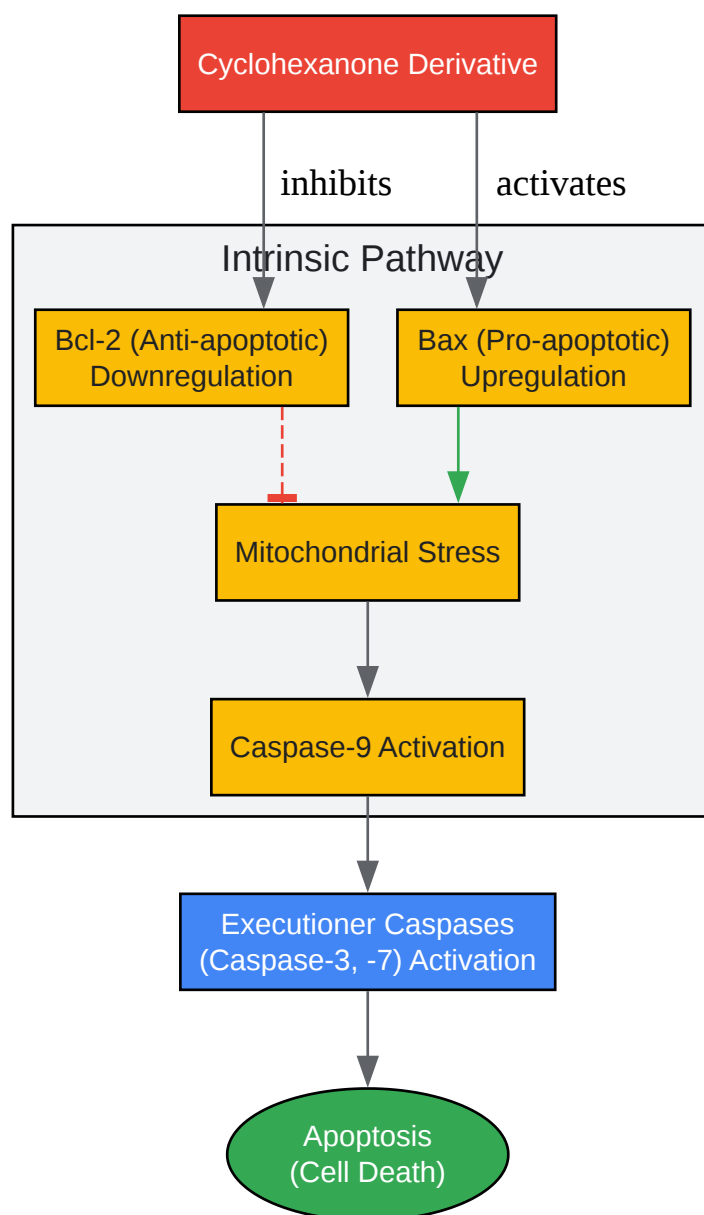 Cyclohexanone Derivative
inhibits
activates
Intrinsic Pathway
Bcl-2 (Anti-apoptotic)
Downregulation
Bax (Pro-apoptotic)
Upregulation
Mitochondrial Stress
Caspase-9 Activation
Executioner Caspases
(Caspase-3, -7) Activation
Apoptosis
(Cell Death)